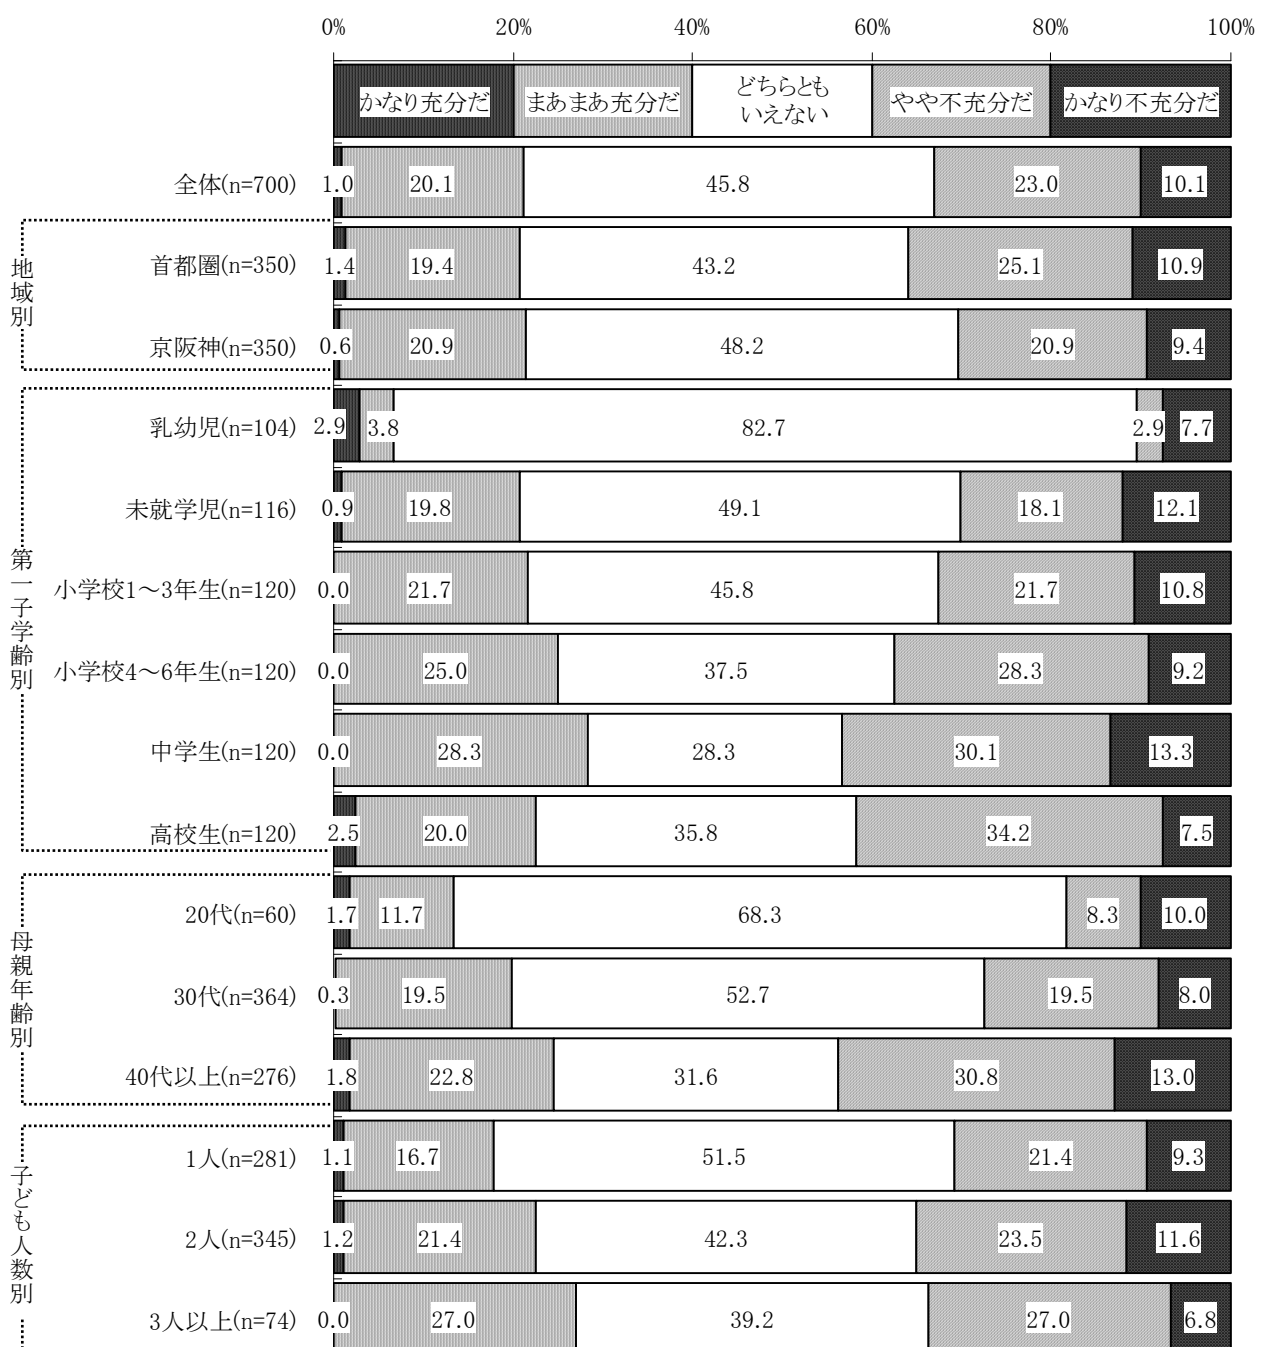 0% 20% 40% 60% 80% 100%
かなり充分だ まあまあ充分だ どちらとも やや不充分だ かなり不充分だ
いえない
全体(n=700) 1.0 20.1 45.8 23.0 10.1
地域別
首都圏(n=350) 1.4 19.4 43.2 25.1 10.9
京阪神(n=350) 0.6 20.9 48.2 20.9 9.4
第一子学齢別
乳幼児(n=104) 2.9 3.8 82.7 2.9 7.7
未就学児(n=116) 0.9 19.8 49.1 18.1 12.1
小学校1～3年生(n=120) 0.0 21.7 45.8 21.7 10.8
小学校4～6年生(n=120) 0.0 25.0 37.5 28.3 9.2
中学生(n=120) 0.0 28.3 28.3 30.1 13.3
高校生(n=120) 2.5 20.0 35.8 34.2 7.5
母親年齢別
20代(n=60) 1.7 11.7 68.3 8.3 10.0
30代(n=364) 0.3 19.5 52.7 19.5 8.0
40代以上(n=276) 1.8 22.8 31.6 30.8 13.0
子ども人数別
1人(n=281) 1.1 16.7 51.5 21.4 9.3
2人(n=345) 1.2 21.4 42.3 23.5 11.6
3人以上(n=74) 0.0 27.0 39.2 27.0 6.8